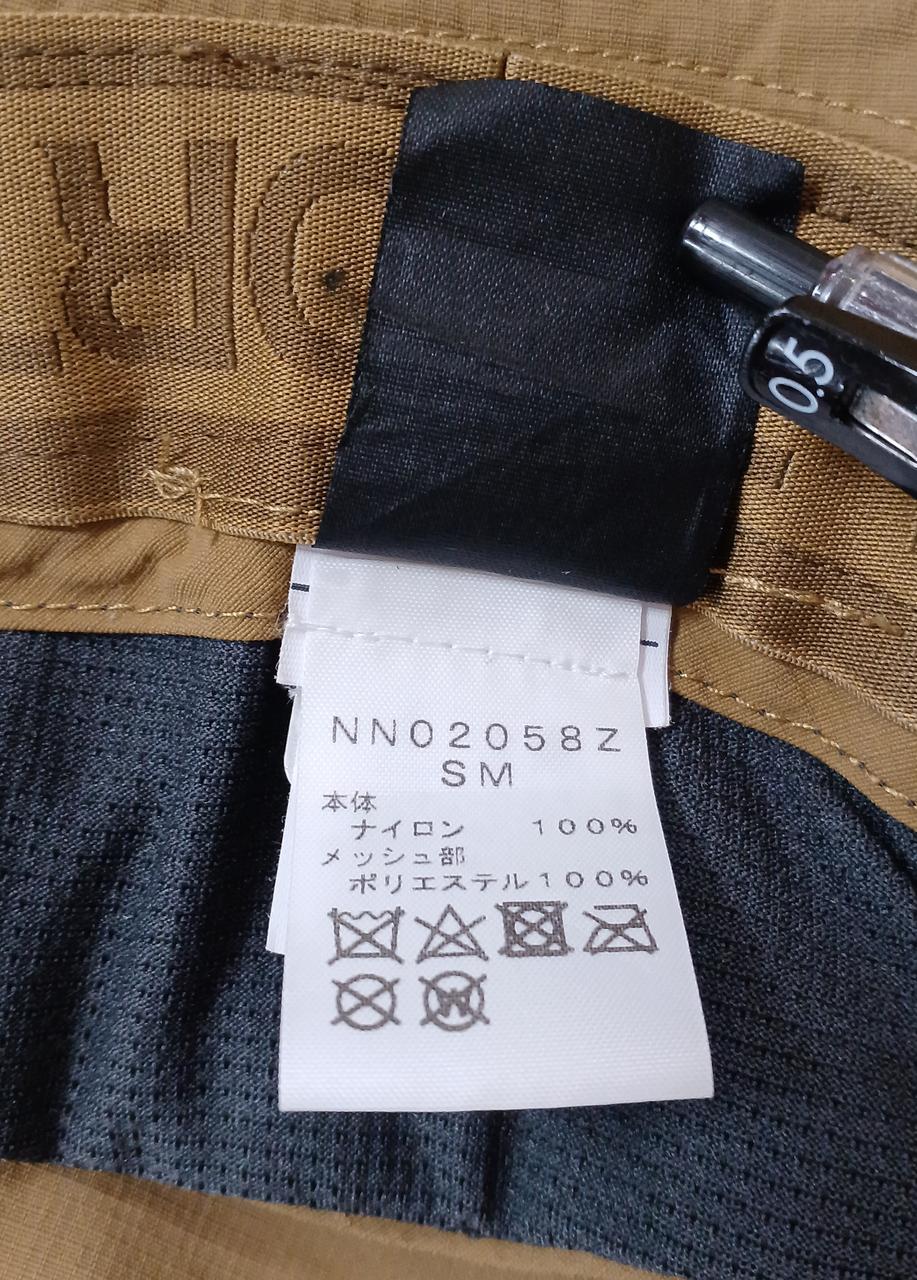 0.5
NN02058Z
SM
本体
ナイロン 100%
メッシュ部
ポリエステル100%
W